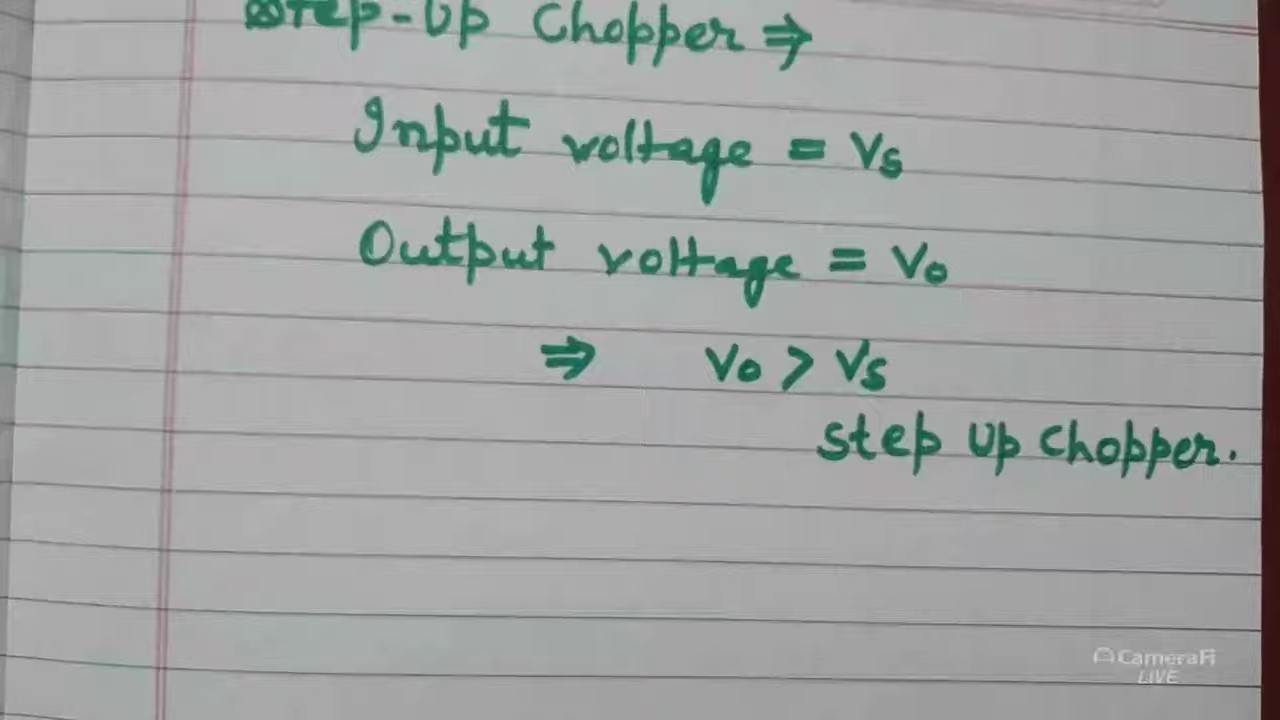 Step-Up Chopper ⇒
Input voltage = Vs
Output voltage = Vo
⇒ Vo > Vs
Step Up Chopper.
CameraFi
LIVE